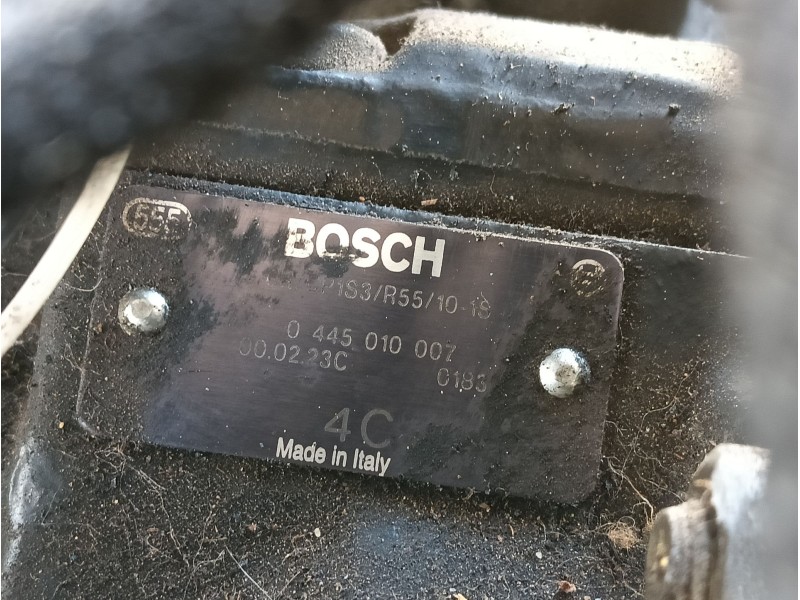 555
BOSCH
P1S3/R55/10-1S
0 445 010 007
00.02.23C 0183
4C
Made in Italy